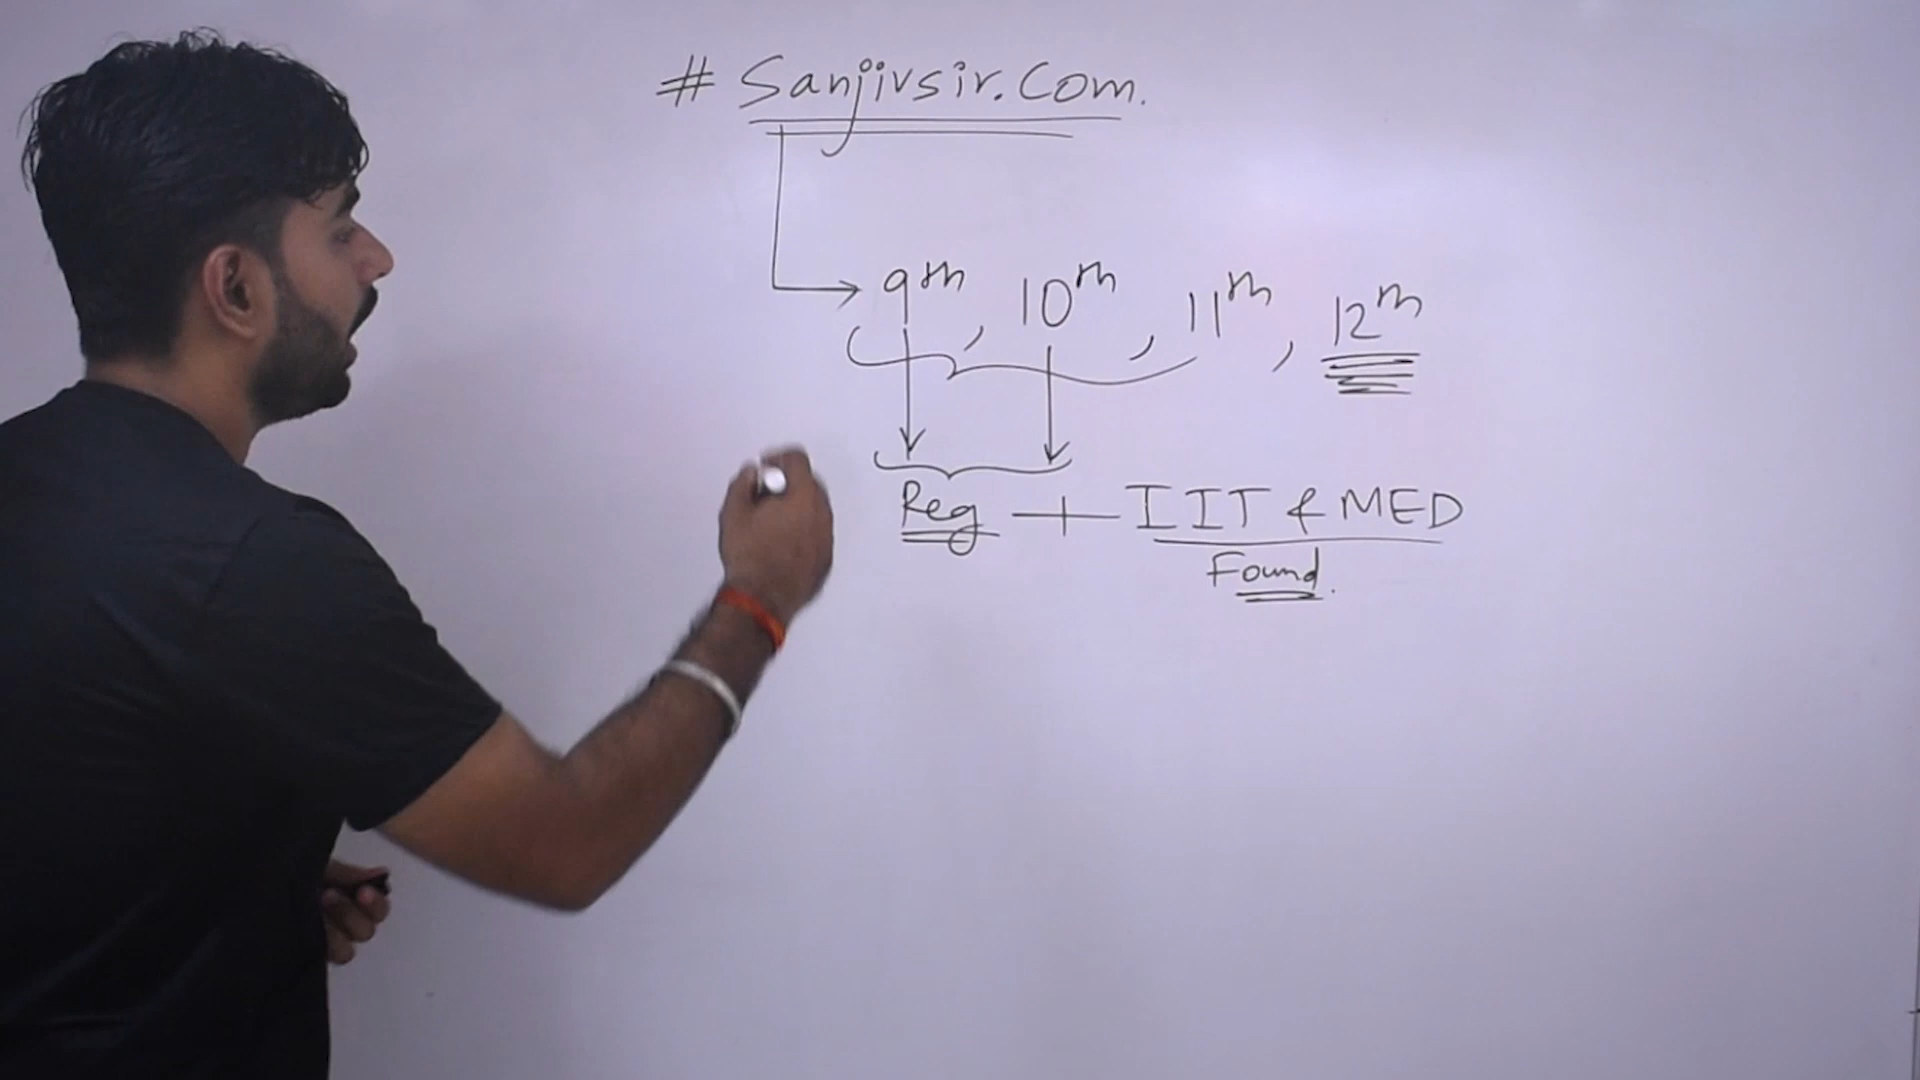 # Sanjivsir.Com.
9th, 10th, 11th, 12th
Reg + IIT & MED
Found.